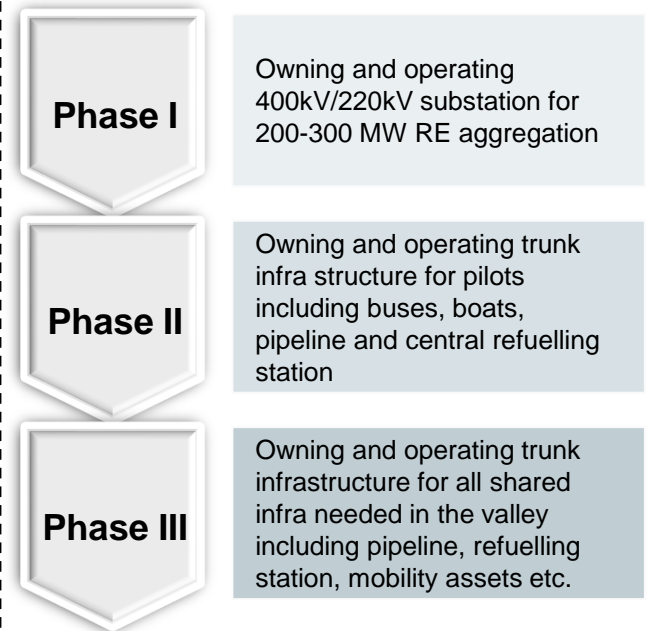 Phase I
Owning and operating
400kV/220kV substation for
200-300 MW RE aggregation
Phase II
Owning and operating trunk
infra structure for pilots
including buses, boats,
pipeline and central refuelling
station
Phase III
Owning and operating trunk
infrastructure for all shared
infra needed in the valley
including pipeline, refuelling
station, mobility assets etc.